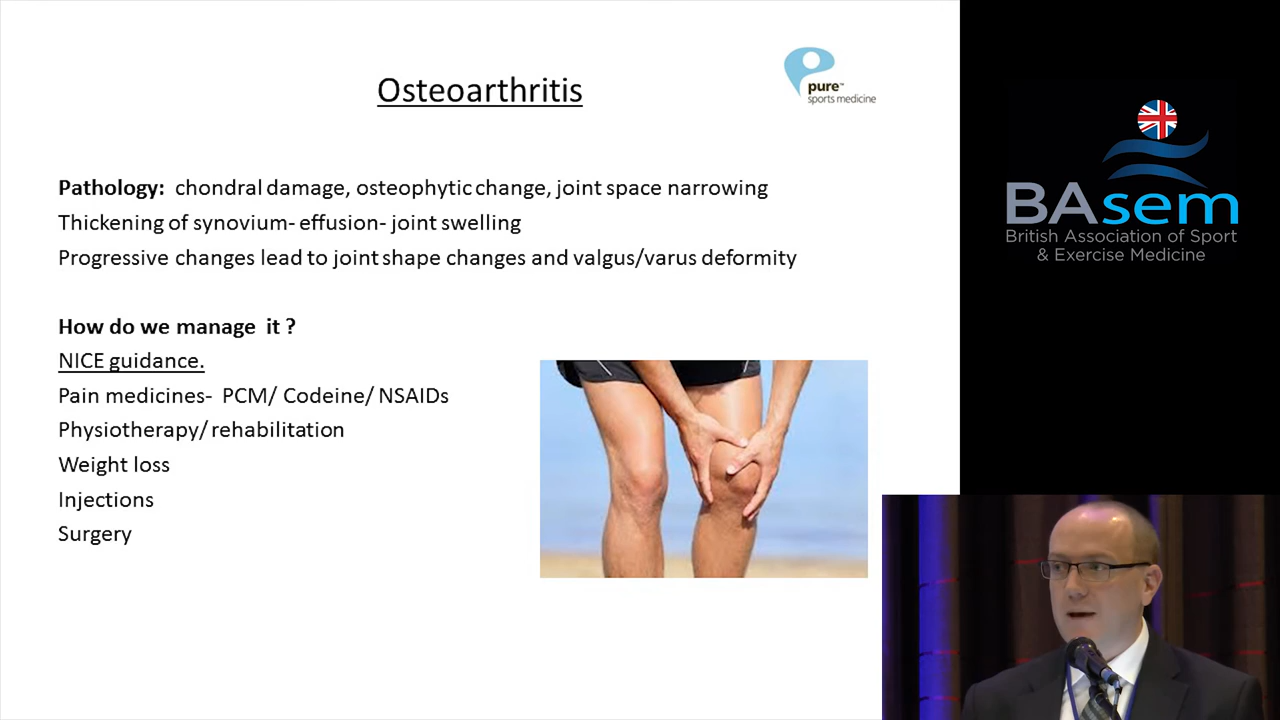 Osteoarthritis
pure™
sports medicine
Pathology: chondral damage, osteophytic change, joint space narrowing
Thickening of synovium- effusion- joint swelling
Progressive changes lead to joint shape changes and valgus/varus deformity
How do we manage it ?
NICE guidance.
Pain medicines- PCM/ Codeine/ NSAIDs
Physiotherapy/ rehabilitation
Weight loss
Injections
Surgery
BAsem
British Association of Sport
& Exercise Medicine